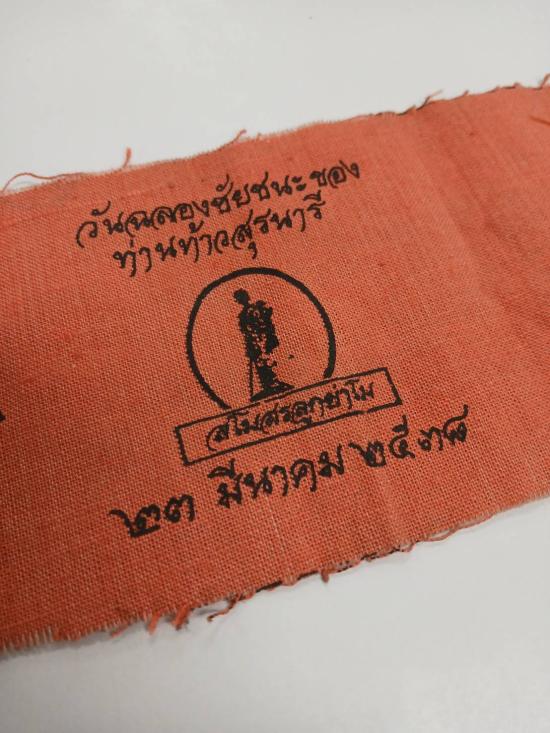 วันฉลองชัยชนะของ
ท่านท้าวสุรนารี
สโมสรลูกย่าโม
๒๓ มีนาคม ๒๕๓๘